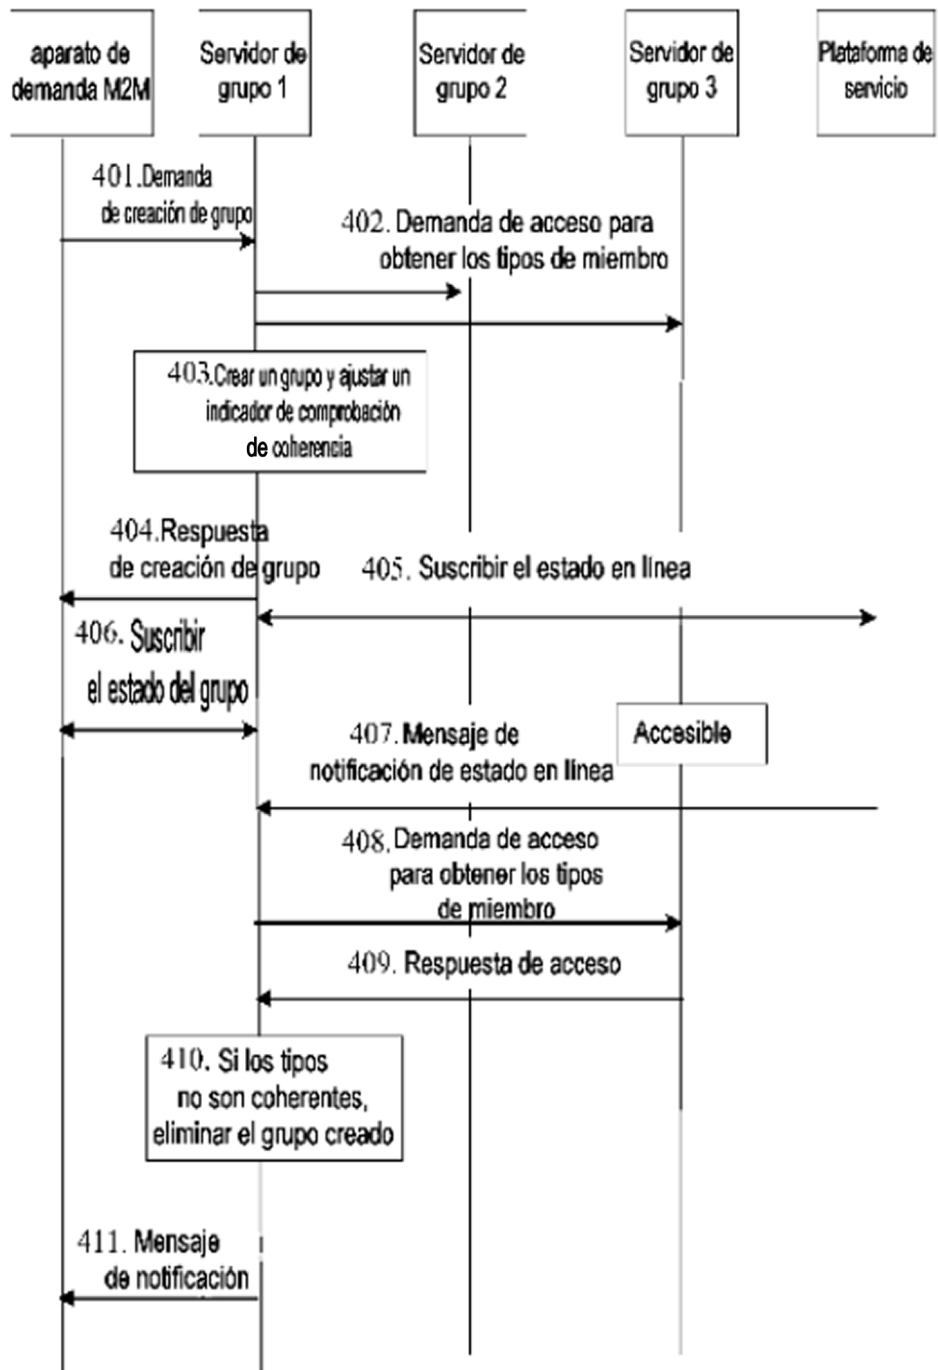 aparato de
demanda M2M
Servidor de
grupo 1
Servidor de
grupo 2
Servidor de
grupo 3
Plataforma de
servicio
401.Demanda
de creación de grupo
402. Demanda de acceso para
obtener los tipos de miembro
403.Crear un grupo y ajustar un
indicador de comprobación
de coherencia
404.Respuesta
de creación de grupo
405. Suscribir el estado en línea
406. Suscribir
el estado del grupo
Accesible
407.Mensaje de
notificación de estado en línea
408.Demanda de acceso
para obtener los tipos
de miembro
409. Respuesta de acceso
410. Si los tipos
no son coherentes,
eliminar el grupo creado
411. Mensaje
de notificación